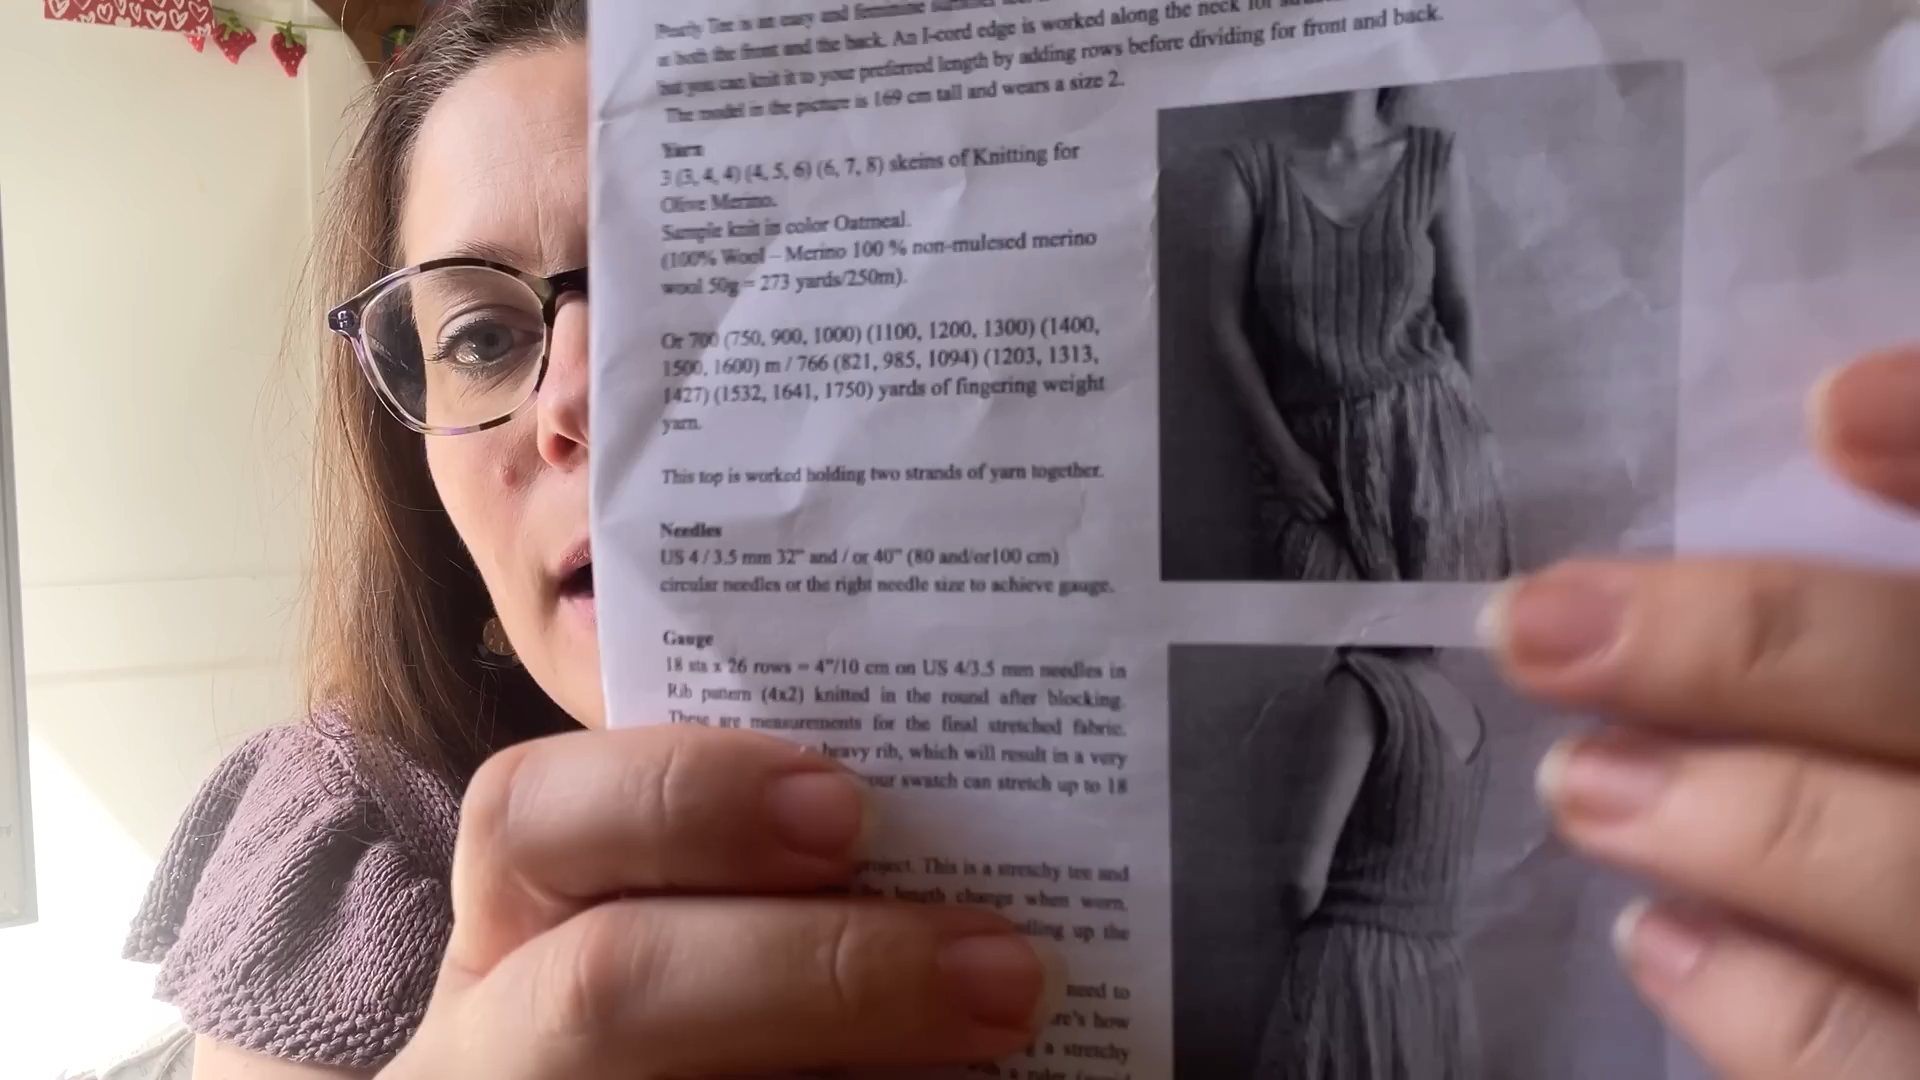 Pearly Tee is an easy and feminine summer
at both the front and the back. An I-cord edge is worked along the neck for
but you can knit it to your preferred length by adding rows before dividing for front and back.
The model in the picture is 169 cm tall and wears a size 2.
Yarn
3 (3, 4, 4) (4, 5, 6) (6, 7, 8) skeins of Knitting for
Olive Merino.
Sample knit in color Oatmeal.
(100% Wool – Merino 100 % non-mulesed merino
wool 50g = 273 yards/250m).
Or 700 (750, 900, 1000) (1100, 1200, 1300) (1400,
1500, 1600) m / 766 (821, 985, 1094) (1203, 1313,
1427) (1532, 1641, 1750) yards of fingering weight
yarn.
This top is worked holding two strands of yarn together.
Needles
US 4 / 3.5 mm 32" and / or 40" (80 and/or100 cm)
circular needles or the right needle size to achieve gauge.
Gauge
18 sts x 26 rows = 4"/10 cm on US 4/3.5 mm needles in
Rib pattern (4x2) knitted in the round after blocking.
These are measurements for the final stretched fabric.
heavy rib, which will result in a very
our swatch can stretch up to 18
project. This is a stretchy tee and
length change when worn.
up the
need to
re's how
a stretchy
a ruler